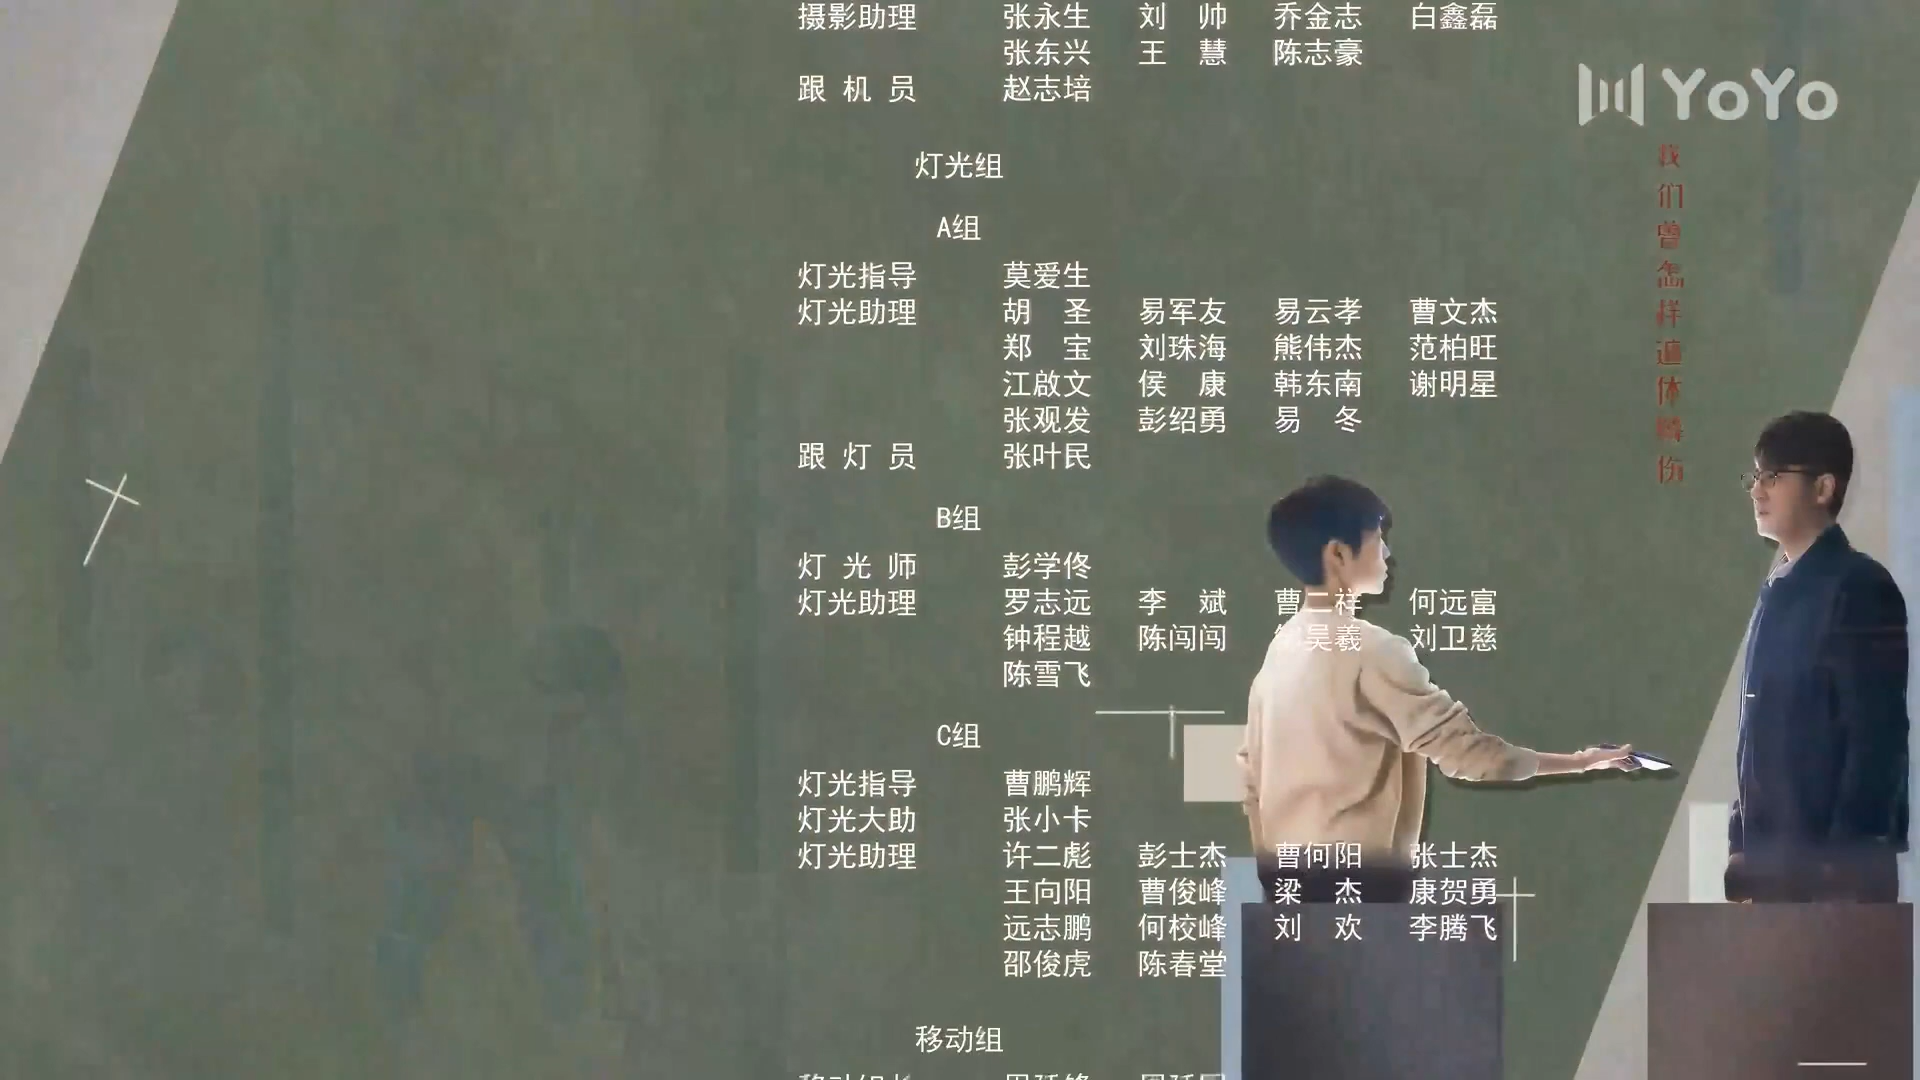 摄影助理 张永生 刘 帅 乔金志 白鑫磊
张东兴 王 慧 陈志豪
跟 机 员 赵志培
YoYo
我们曾怎样遍体鳞伤
灯光组
A组
灯光指导 莫爱生
灯光助理 胡 圣 易军友 易云孝 曹文杰
郑 宝 刘珠海 熊伟杰 范柏旺
江啟文 侯 康 韩东南 谢明星
张观发 彭绍勇 易 冬
跟 灯 员 张叶民
B组
灯 光 师 彭学佟
灯光助理 罗志远 李 斌 曹二祥 何远富
钟程越 陈闯闯 刘卫慈
陈雪飞
C组
灯光指导 曹鹏辉
灯光大助 张小卡
灯光助理 许二彪 彭士杰 曹何阳 张士杰
王向阳 曹俊峰 梁 杰 康贺勇
远志鹏 何校峰 刘 欢 李腾飞
邵俊虎 陈春堂
移动组